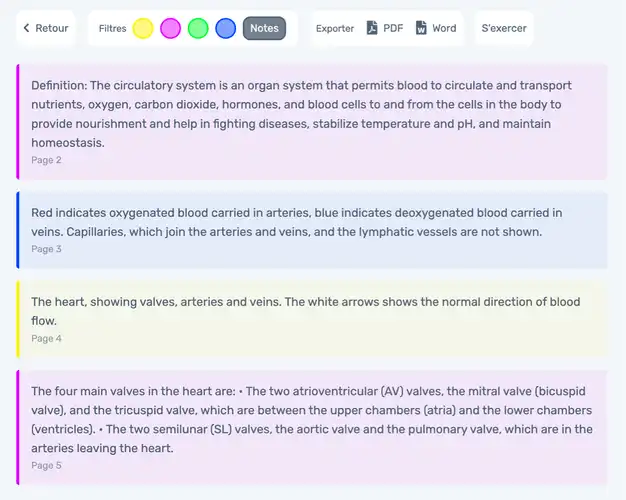 Retour
Filtres
Notes
Exporter
PDF
Word
S'exercer
Definition: The circulatory system is an organ system that permits blood to circulate and transport
nutrients, oxygen, carbon dioxide, hormones, and blood cells to and from the cells in the body to
provide nourishment and help in fighting diseases, stabilize temperature and pH, and maintain
homeostasis.
Page 2
Red indicates oxygenated blood carried in arteries, blue indicates deoxygenated blood carried in
veins. Capillaries, which join the arteries and veins, and the lymphatic vessels are not shown.
Page 3
The heart, showing valves, arteries and veins. The white arrows shows the normal direction of blood
flow.
Page 4
The four main valves in the heart are: • The two atrioventricular (AV) valves, the mitral valve (bicuspid
valve), and the tricuspid valve, which are between the upper chambers (atria) and the lower chambers
(ventricles). • The two semilunar (SL) valves, the aortic valve and the pulmonary valve, which are in the
arteries leaving the heart.
Page 5